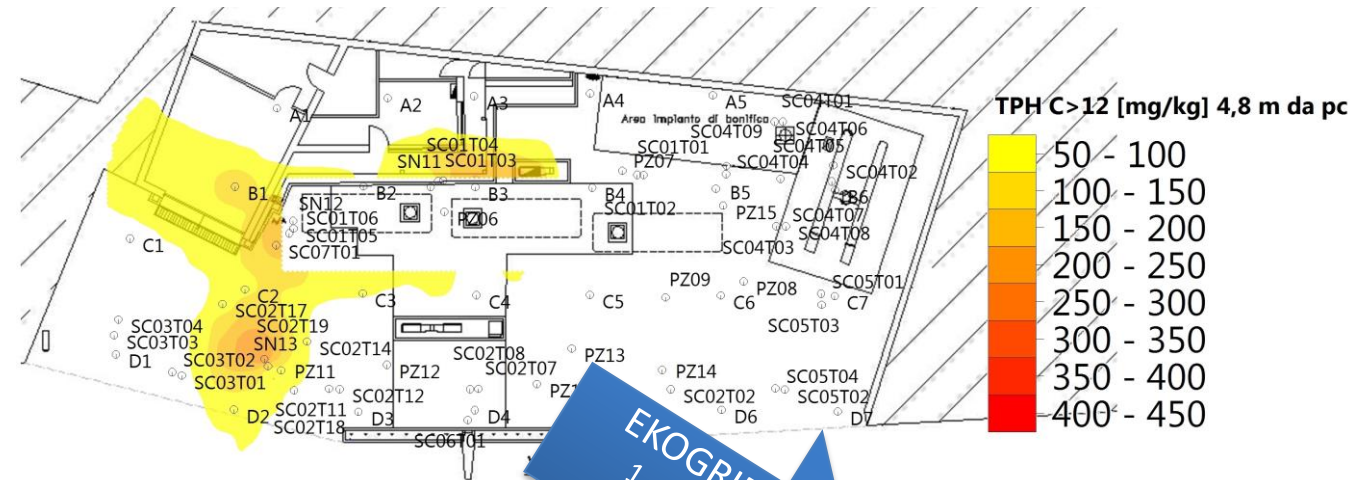 TPH C>12 [mg/kg] 4,8 m da pc
50 - 100
100 - 150
150 - 200
200 - 250
250 - 300
300 - 350
350 - 400
400 - 450
A1
A2
A3
A4
A5
SC04T01
Area impianto di bonifica
SC04T09
SC04T06
SC04T05
SC01T04
SC01T01
SN11
SC01T03
PZ07
SC04T04
SC04T02
B1
B2
B3
B4
B5
B6
SN12
SC01T06
PZ06
SC01T02
PZ15
SC04T07
SC01T05
SC04T08
C1
SC07T01
SC04T03
PZ09
PZ08
SC05T01
C2
C3
C4
C5
C6
C7
SC02T17
SC03T04
SC02T19
SC05T03
SC03T03
SN13
SC02T14
SC02T08
PZ13
D1
SC03T02
PZ11
PZ12
SC02T07
PZ14
SC03T01
SC05T04
SC02T12
SC02T02
SC05T02
D2
SC02T11
D3
D4
D6
D7
SC02T18
SC06T01
1